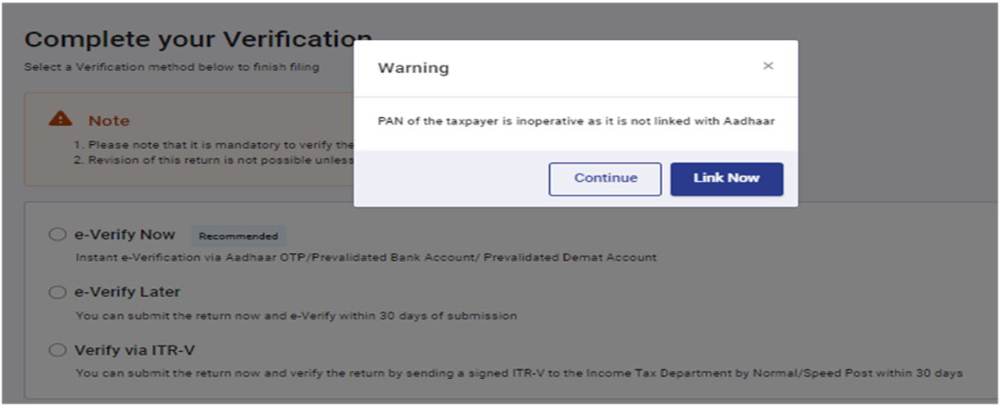 Complete your Verification
Select a Verification method below to finish filing
Warning
×
PAN of the taxpayer is inoperative as it is not linked with Aadhaar
Continue
Link Now
Note
1. Please note that it is mandatory to verify the
2. Revision of this return is not possible unless
e-Verify Now Recommended
Instant e-Verification via Aadhaar OTP/Prevalidated Bank Account/ Prevalidated Demat Account
e-Verify Later
You can submit the return now and e-Verify within 30 days of submission
Verify via ITR-V
You can submit the return now and verify the return by sending a signed ITR-V to the Income Tax Department by Normal/Speed Post within 30 days